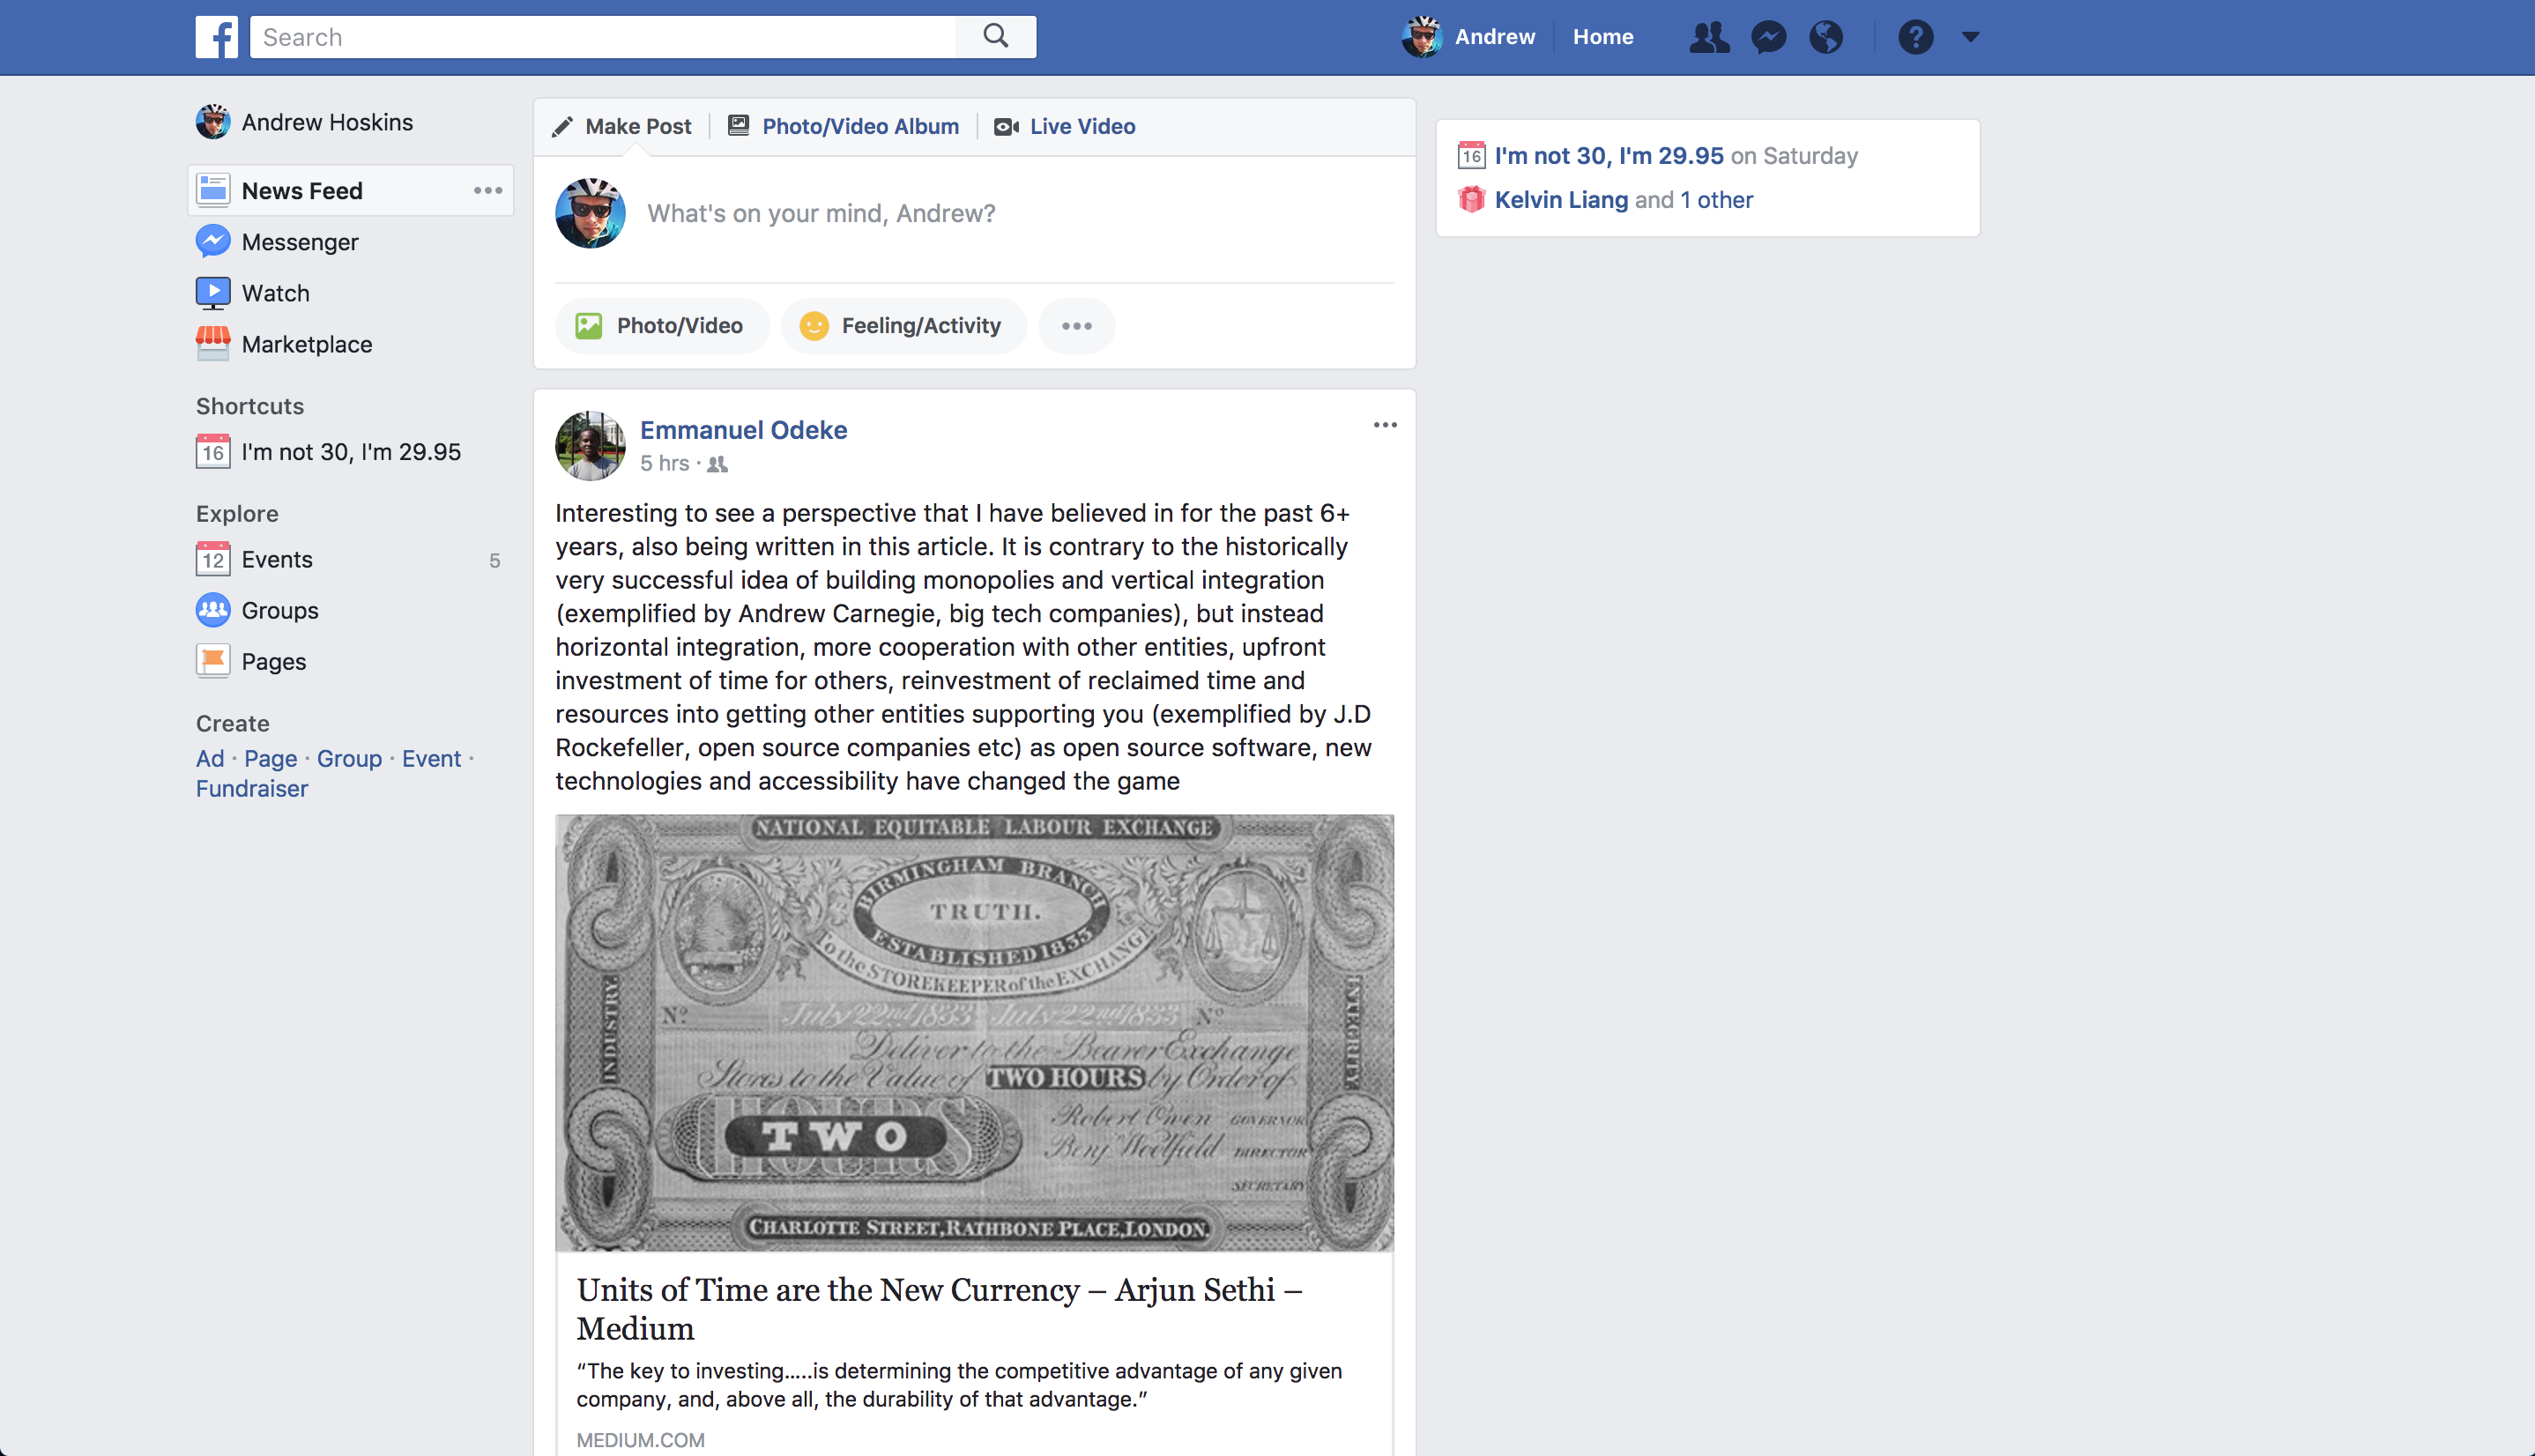 Search
Andrew
Home
Andrew Hoskins
News Feed
Messenger
Watch
Marketplace
Shortcuts
16 I'm not 30, I'm 29.95
Explore
12 Events 5
Groups
Pages
Create
Ad · Page · Group · Event ·
Fundraiser
Make Post
Photo/Video Album
Live Video
What's on your mind, Andrew?
Photo/Video
Feeling/Activity
Emmanuel Odeke
5 hrs ·
Interesting to see a perspective that I have believed in for the past 6+
years, also being written in this article. It is contrary to the historically
very successful idea of building monopolies and vertical integration
(exemplified by Andrew Carnegie, big tech companies), but instead
horizontal integration, more cooperation with other entities, upfront
investment of time for others, reinvestment of reclaimed time and
resources into getting other entities supporting you (exemplified by J.D
Rockefeller, open source companies etc) as open source software, new
technologies and accessibility have changed the game
NATIONAL EQUITABLE LABOUR EXCHANGE
BIRMINGHAM BRANCH
TRUTH.
ESTABLISHED 1833
To the STOREKEEPER of the EXCHANGE
INDUSTRY.
INTEGRITY.
Nº July 22nd 1833 July 22nd 1833 Nº
Deliver to the Bearer Exchange
Stores to the Value of TWO HOURS by Order of
HOURS
TWO
Robert Owen GOVERNOR
Benj Woolfield DIRECTOR
SECRETARY
CHARLOTTE STREET, RATHBONE PLACE, LONDON.
Units of Time are the New Currency – Arjun Sethi –
Medium
“The key to investing.....is determining the competitive advantage of any given
company, and, above all, the durability of that advantage.”
MEDIUM.COM
16 I'm not 30, I'm 29.95 on Saturday
Kelvin Liang and 1 other